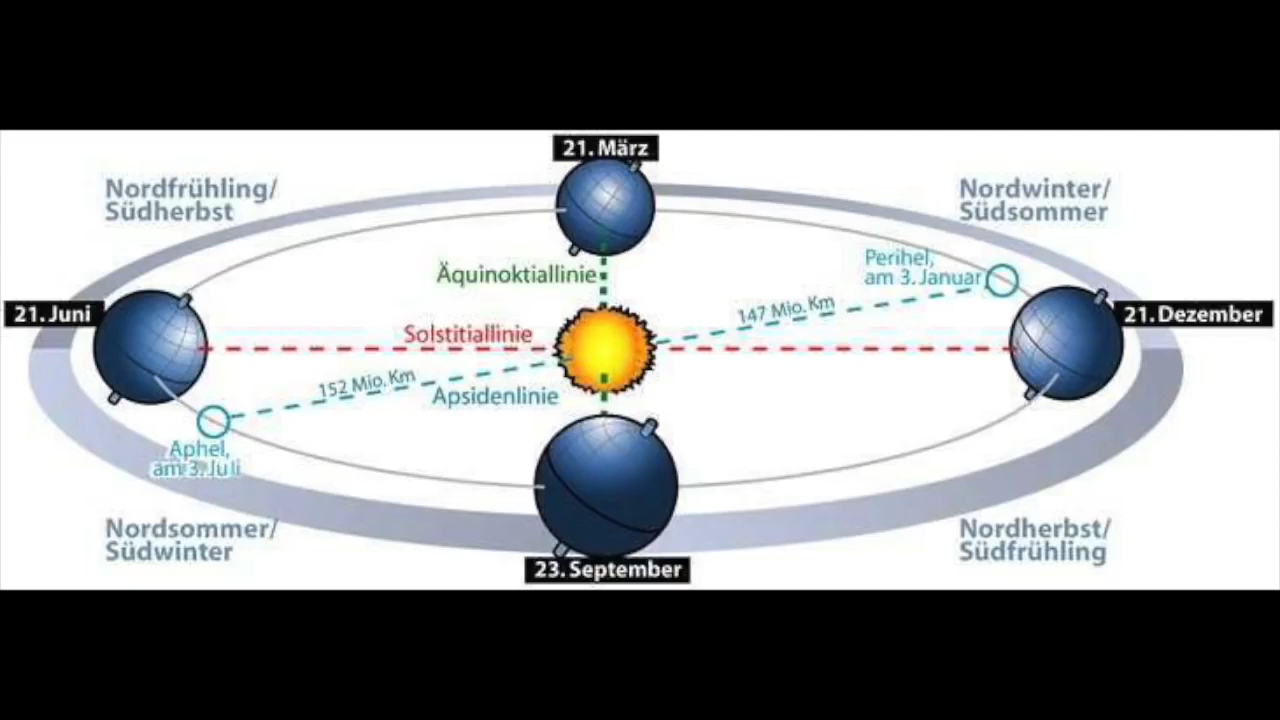 21. März
Nordfrühling/
Südherbst
Nordwinter/
Südsommer
Äquinoktiallinie
Perihel,
am 3. Januar
21. Juni
21. Dezember
147 Mio. Km
Solstitiallinie
152 Mio. Km
Apsidenlinie
Aphel,
am 3. Juli
Nordsommer/
Südwinter
Nordherbst/
Südfrühling
23. September